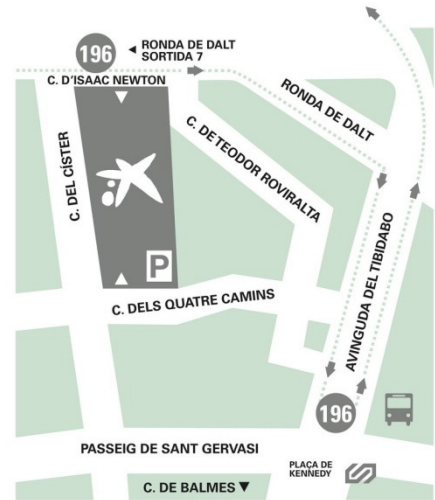 196
RONDA DE DALT
SORTIDA 7
C. D'ISAAC NEWTON
RONDA DE DALT
C. DE TEODOR ROVIRALTA
C. DEL CÍSTER
P
C. DELS QUATRE CAMINS
AVINGUDA DEL TIBIDABO
196
PASSEIG DE SANT GERVASI
PLAÇA DE
KENNEDY
C. DE BALMES